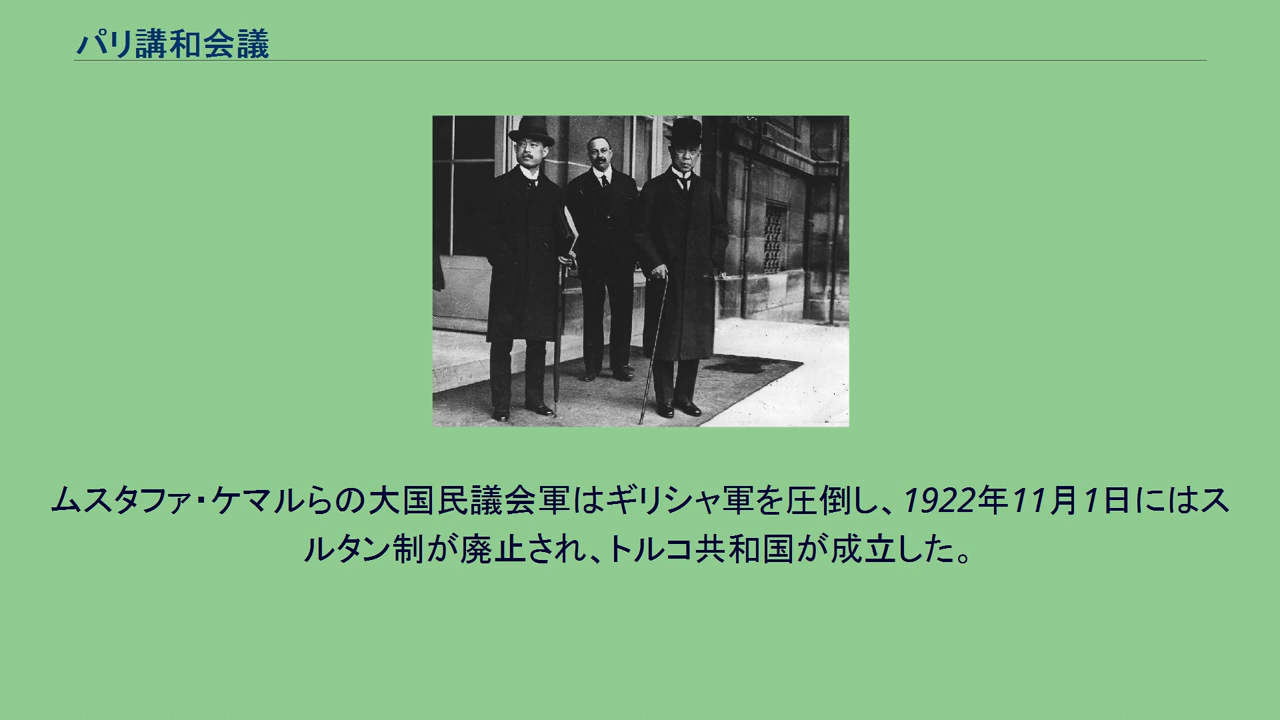 パリ講和会議
ムスタファ・ケマルらの大国民議会軍はギリシャ軍を圧倒し、1922年11月1日にはス
ルタン制が廃止され、トルコ共和国が成立した。